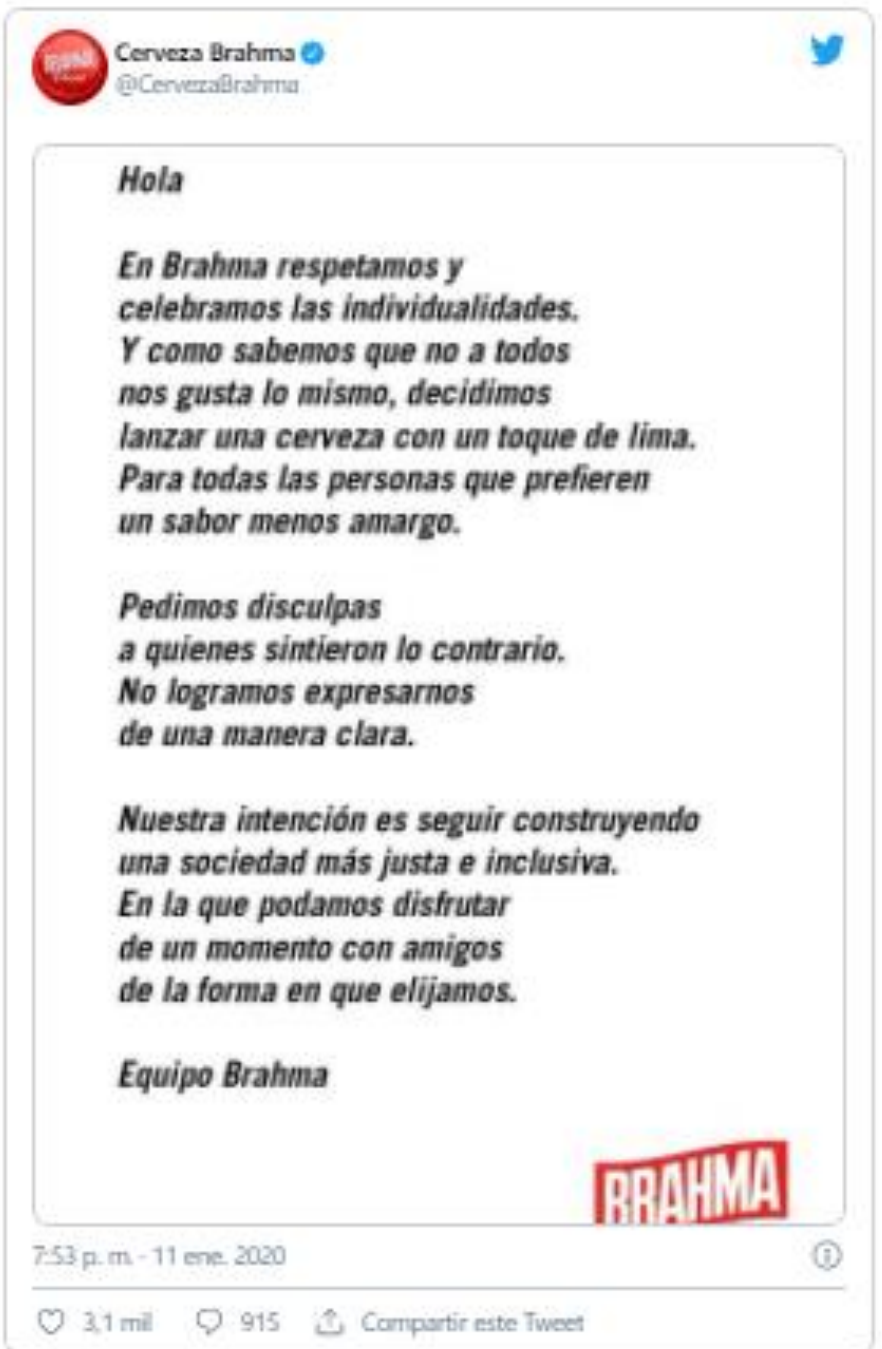 Cerveza Brahma
@CervezaBrahma
Hola
En Brahma respetamos y
celebramos las individualidades.
Y como sabemos que no a todos
nos gusta lo mismo, decidimos
lanzar una cerveza con un toque de lima.
Para todas las personas que prefieren
un sabor menos amargo.
Pedimos disculpas
a quienes sintieron lo contrario.
No logramos expresarnos
de una manera clara.
Nuestra intención es seguir construyendo
una sociedad más justa e inclusiva.
En la que podamos disfrutar
de un momento con amigos
de la forma en que elijamos.
Equipo Brahma
BRAHMA
7:53 p. m. - 11 ene. 2020
3,1 mil 915 Compartir este Tweet